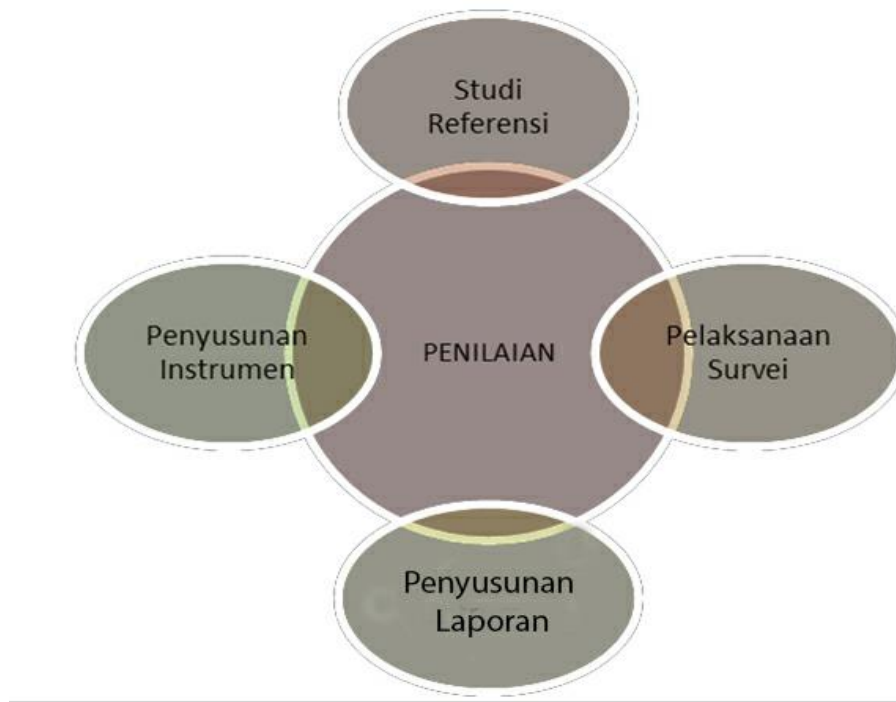 Studi
Referensi
Penyusunan
Instrumen
PENILAIAN
Pelaksanaan
Survei
Penyusunan
Laporan